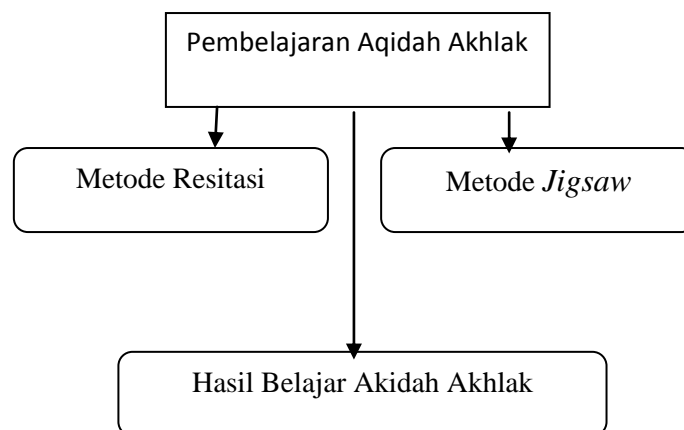 Pembelajaran Aqidah Akhlak
Metode Resitasi
Metode Jigsaw
Hasil Belajar Akidah Akhlak